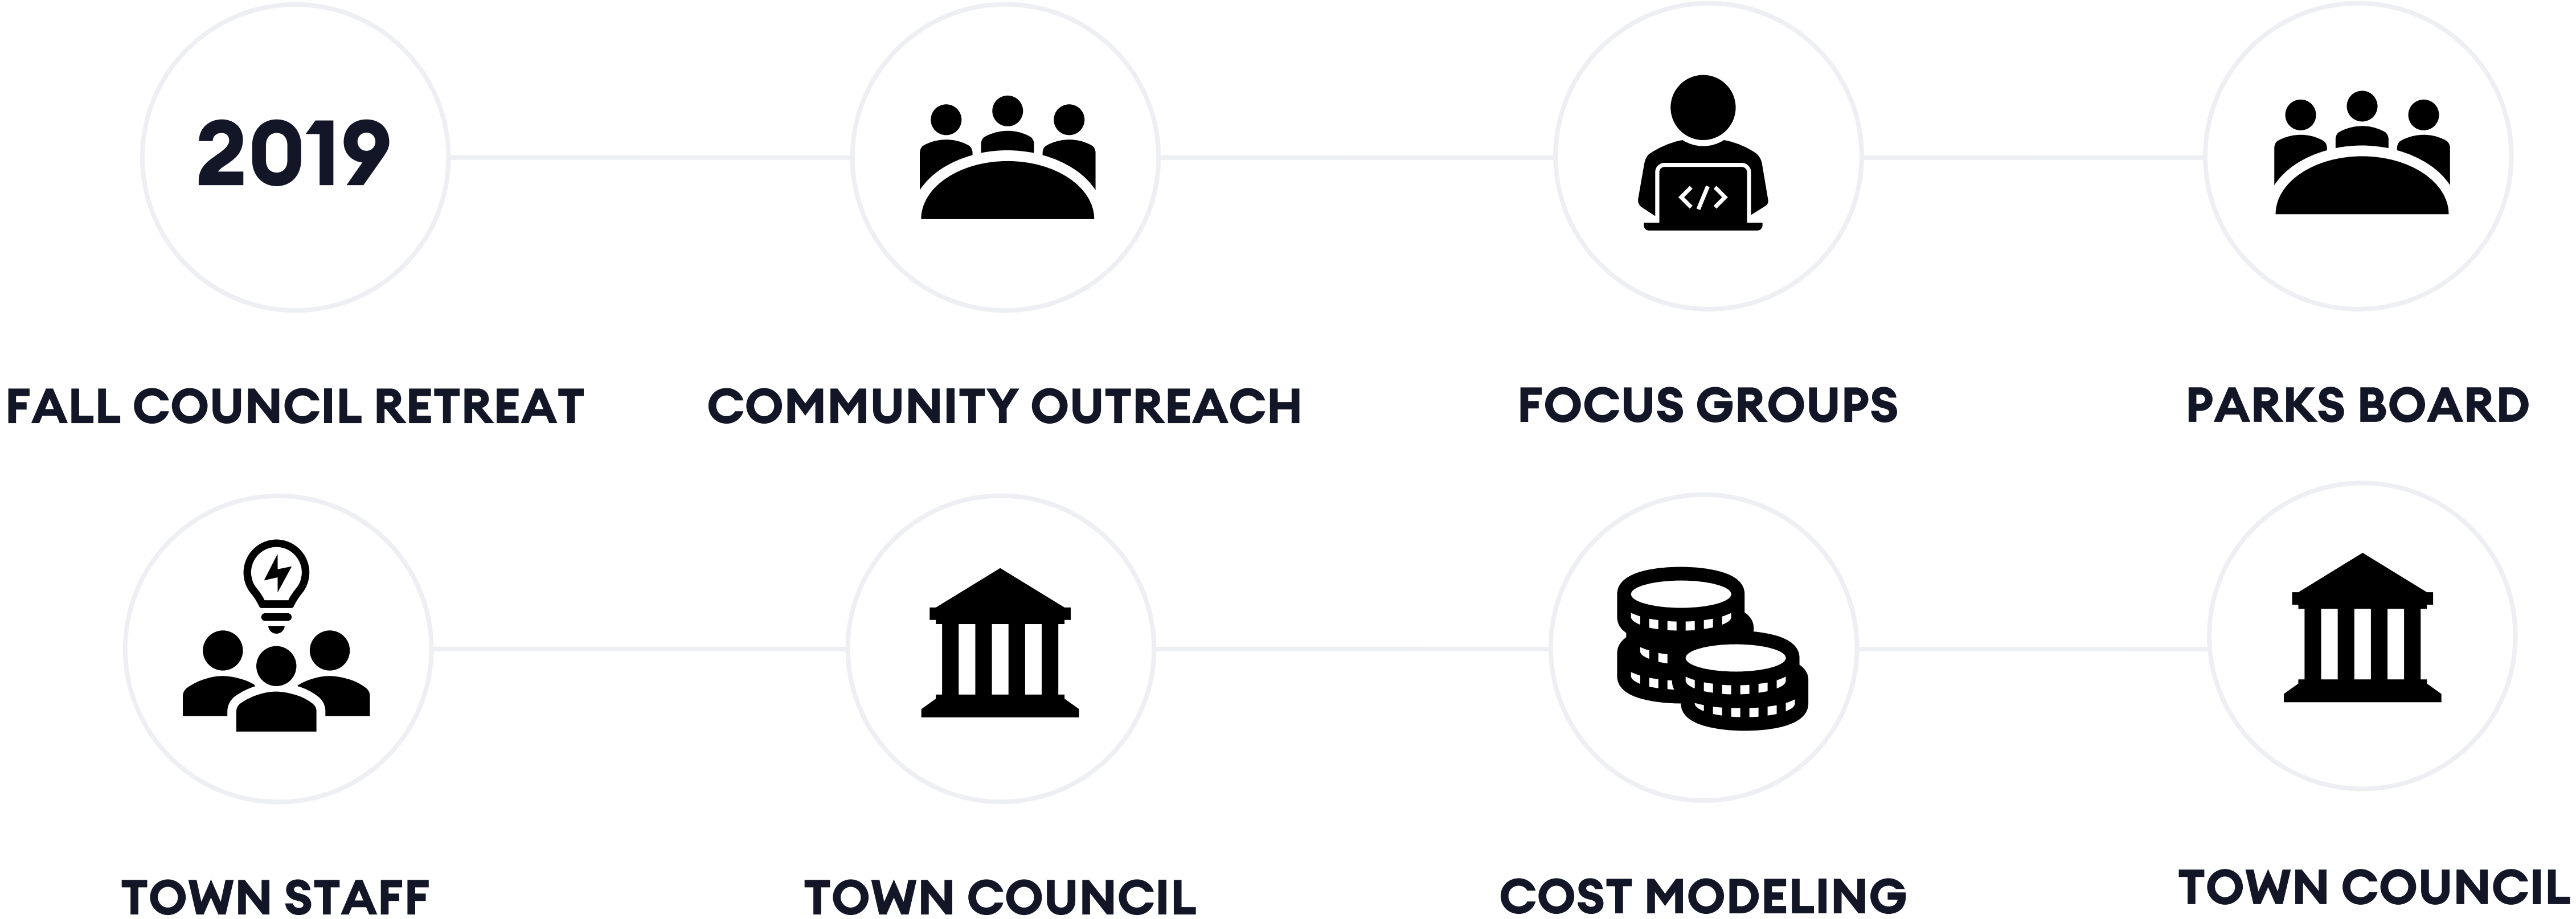 2019
FALL COUNCIL RETREAT
COMMUNITY OUTREACH
</>
FOCUS GROUPS
PARKS BOARD
TOWN STAFF
TOWN COUNCIL
COST MODELING
TOWN COUNCIL